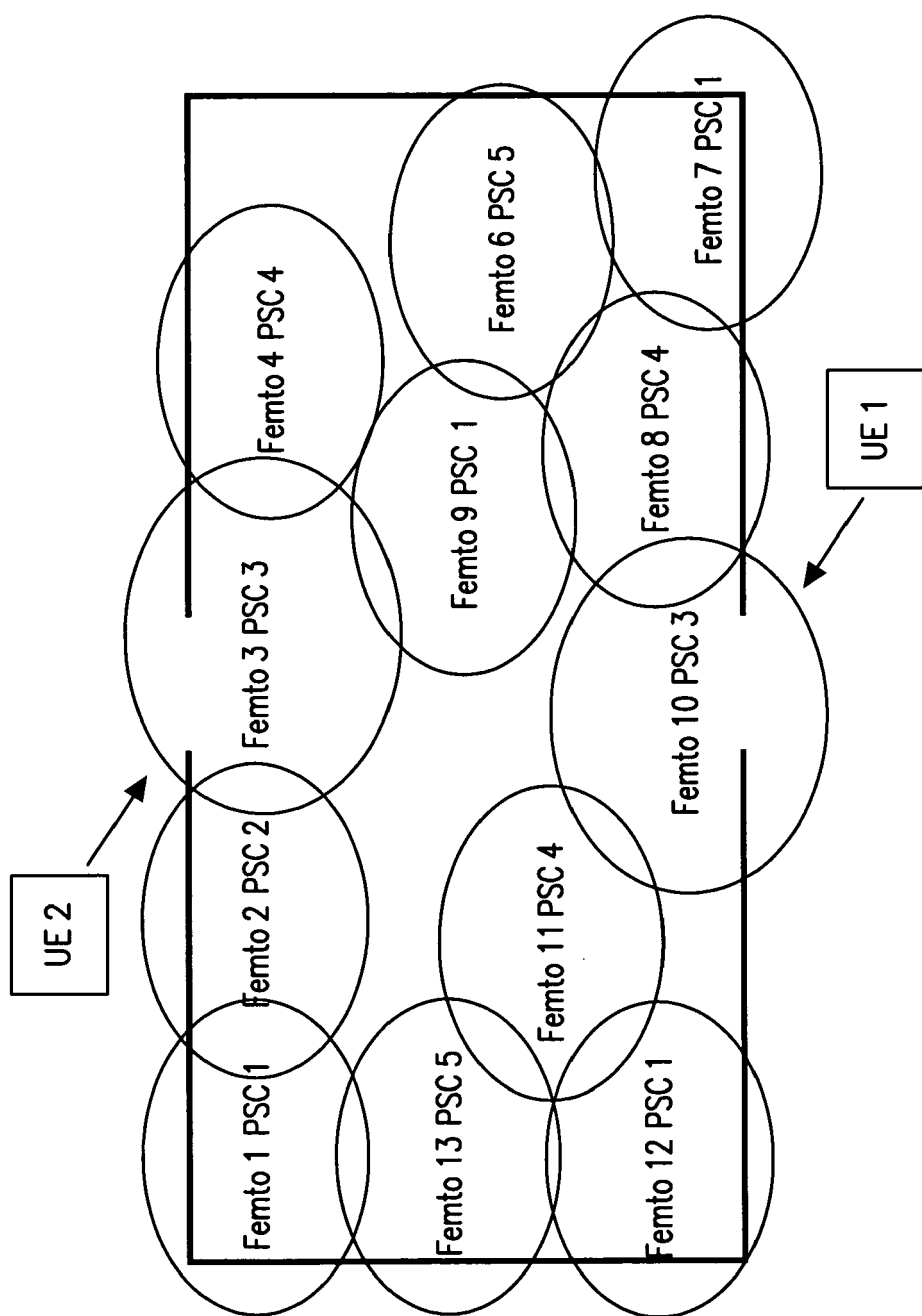 UE 2
Femto 1 PSC 1
Femto 2 PSC 2
Femto 3 PSC 3
Femto 4 PSC 4
Femto 13 PSC 5
Femto 9 PSC 1
Femto 6 PSC 5
Femto 11 PSC 4
Femto 12 PSC 1
Femto 10 PSC 3
Femto 8 PSC 4
Femto 7 PSC 1
UE 1